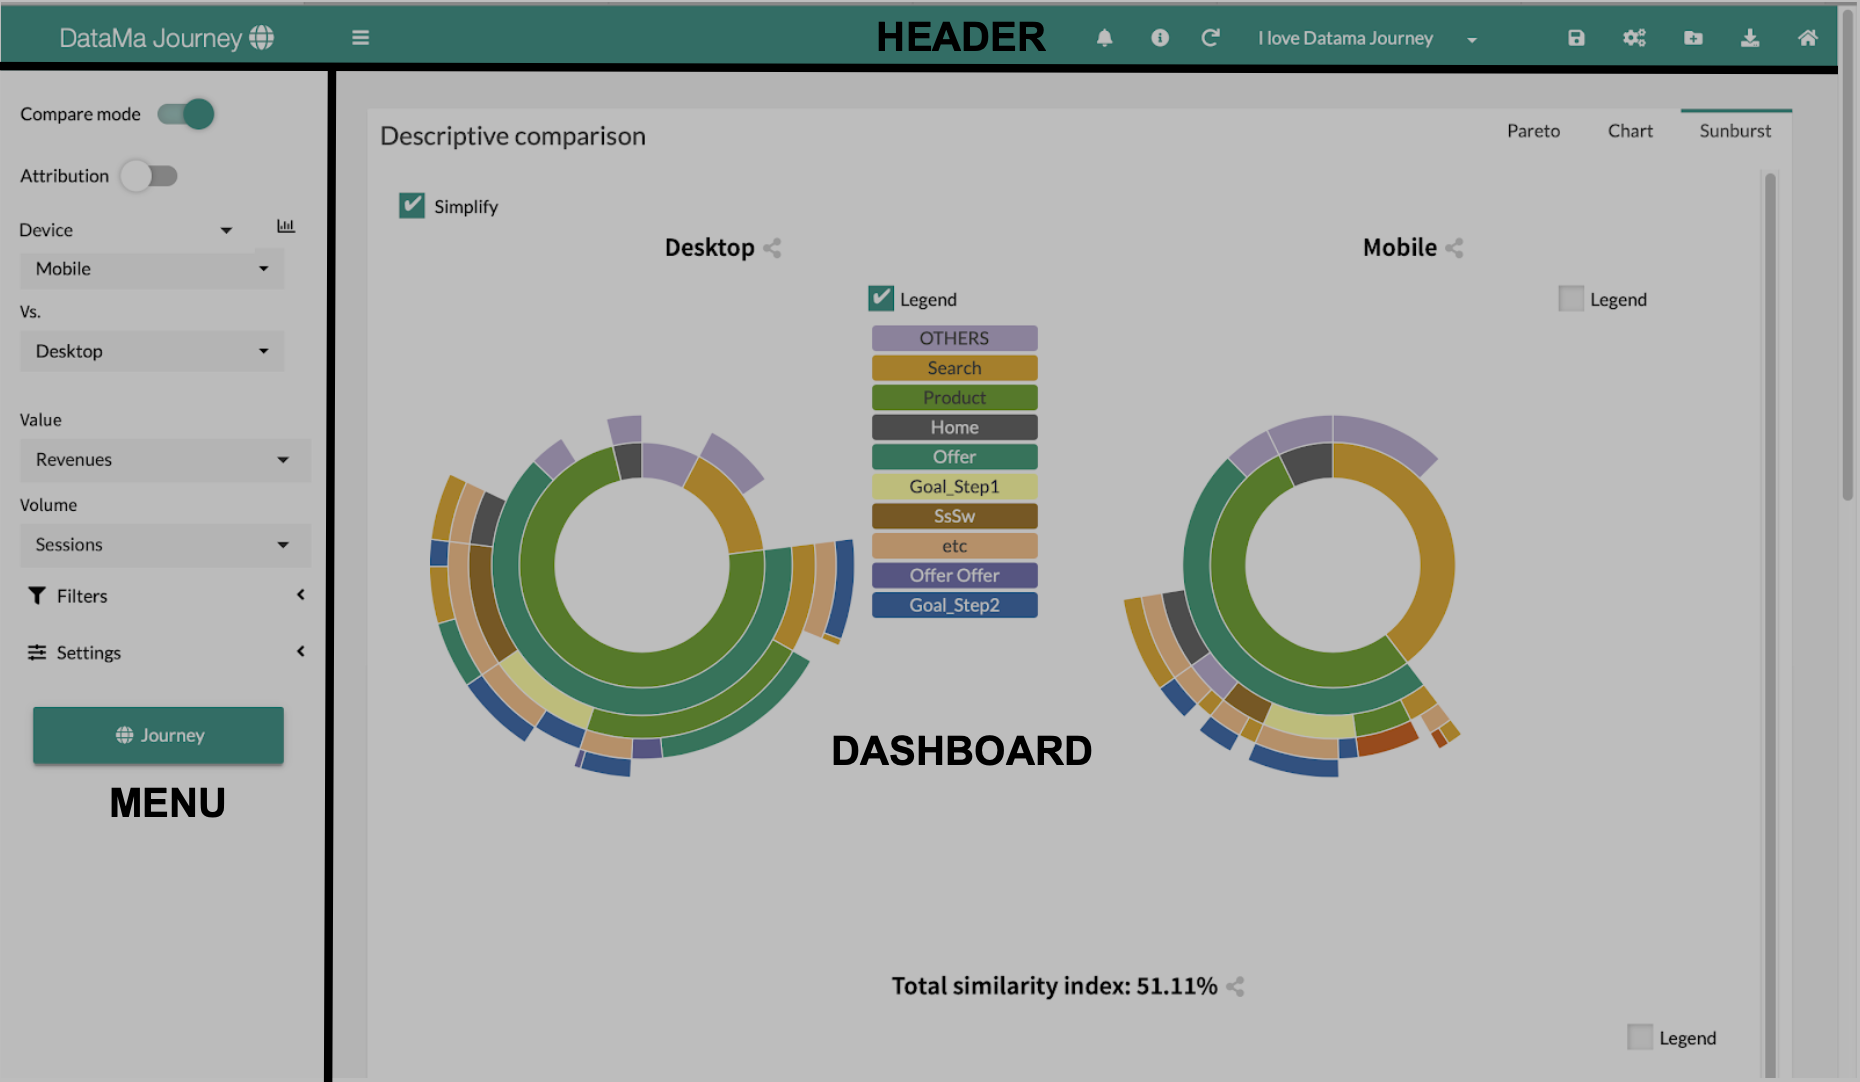 DataMa Journey
HEADER
I love Datama Journey
Compare mode
Attribution
Device
Mobile
Vs.
Desktop
Value
Revenues
Volume
Sessions
Filters
Settings
Journey
MENU
Descriptive comparison
Pareto
Chart
Sunburst
Simplify
Desktop
Legend
OTHERS
Search
Product
Home
Offer
Goal_Step1
SsSw
etc
Offer Offer
Goal_Step2
Mobile
Legend
DASHBOARD
Total similarity index: 51.11%
Legend